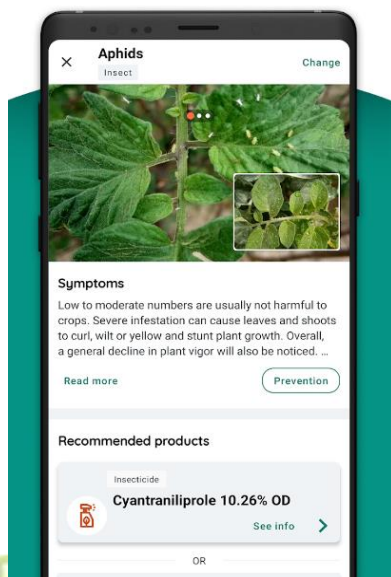 Aphids
Insect
Change
Symptoms
Low to moderate numbers are usually not harmful to
crops. Severe infestation can cause leaves and shoots
to curl, wilt or yellow and stunt plant growth. Overall,
a general decline in plant vigor will also be noticed. ...
Read more
Prevention
Recommended products
Insecticide
Cyantraniliprole 10.26% OD
See info
OR